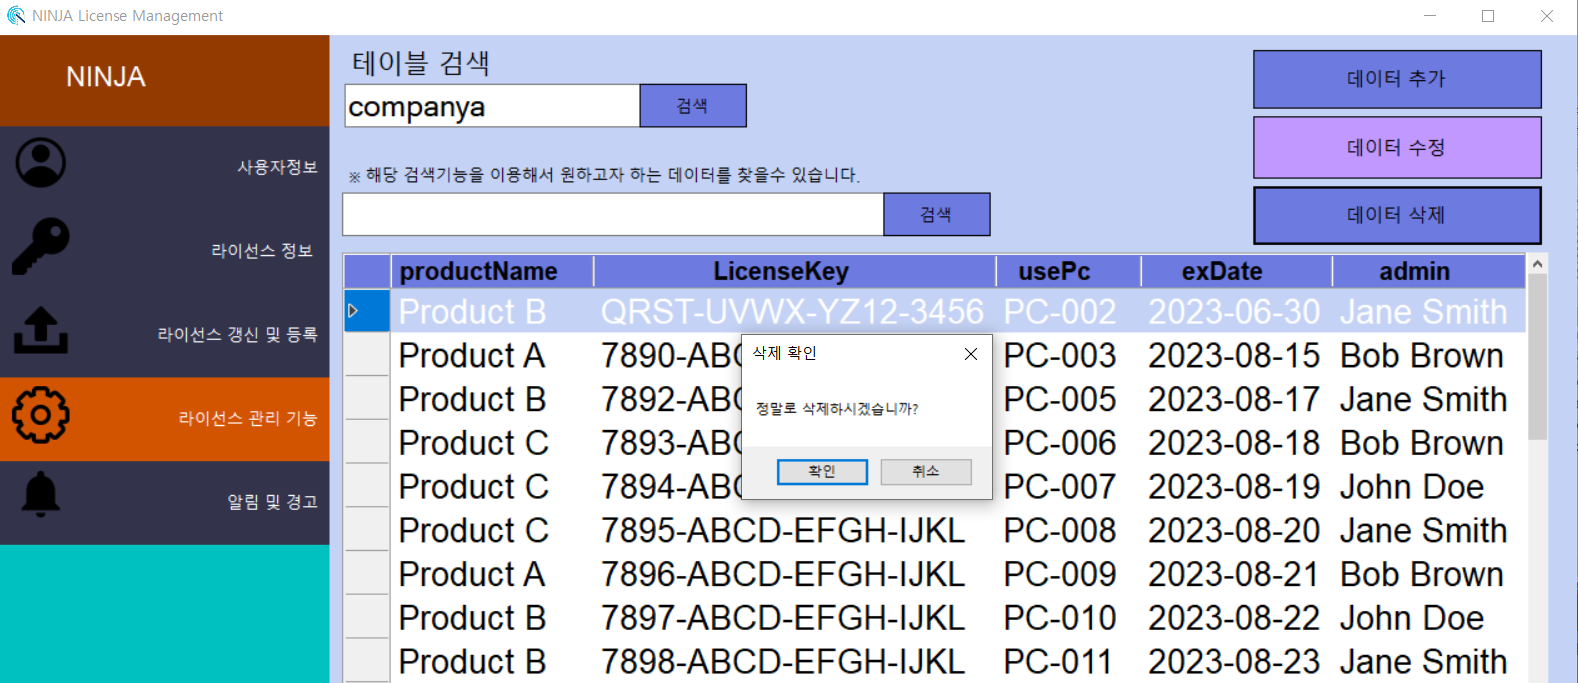 NINJA License Management
NINJA
사용자정보
라이선스 정보
라이선스 갱신 및 등록
라이선스 관리 기능
알림 및 경고
테이블 검색
companya 검색
※ 해당 검색기능을 이용해서 원하고자 하는 데이터를 찾을수 있습니다.
검색
데이터 추가
데이터 수정
데이터 삭제
productName LicenseKey usePc exDate admin
Product B QRST-UVWX-YZ12-3456 PC-002 2023-06-30 Jane Smith
Product A 7890-ABC PC-003 2023-08-15 Bob Brown
Product B 7892-ABC PC-005 2023-08-17 Jane Smith
Product C 7893-ABC PC-006 2023-08-18 Bob Brown
Product C 7894-ABC PC-007 2023-08-19 John Doe
Product C 7895-ABCD-EFGH-IJKL PC-008 2023-08-20 Jane Smith
Product A 7896-ABCD-EFGH-IJKL PC-009 2023-08-21 Bob Brown
Product B 7897-ABCD-EFGH-IJKL PC-010 2023-08-22 John Doe
Product B 7898-ABCD-EFGH-IJKL PC-011 2023-08-23 Jane Smith
삭제 확인
정말로 삭제하시겠습니까?
확인 취소